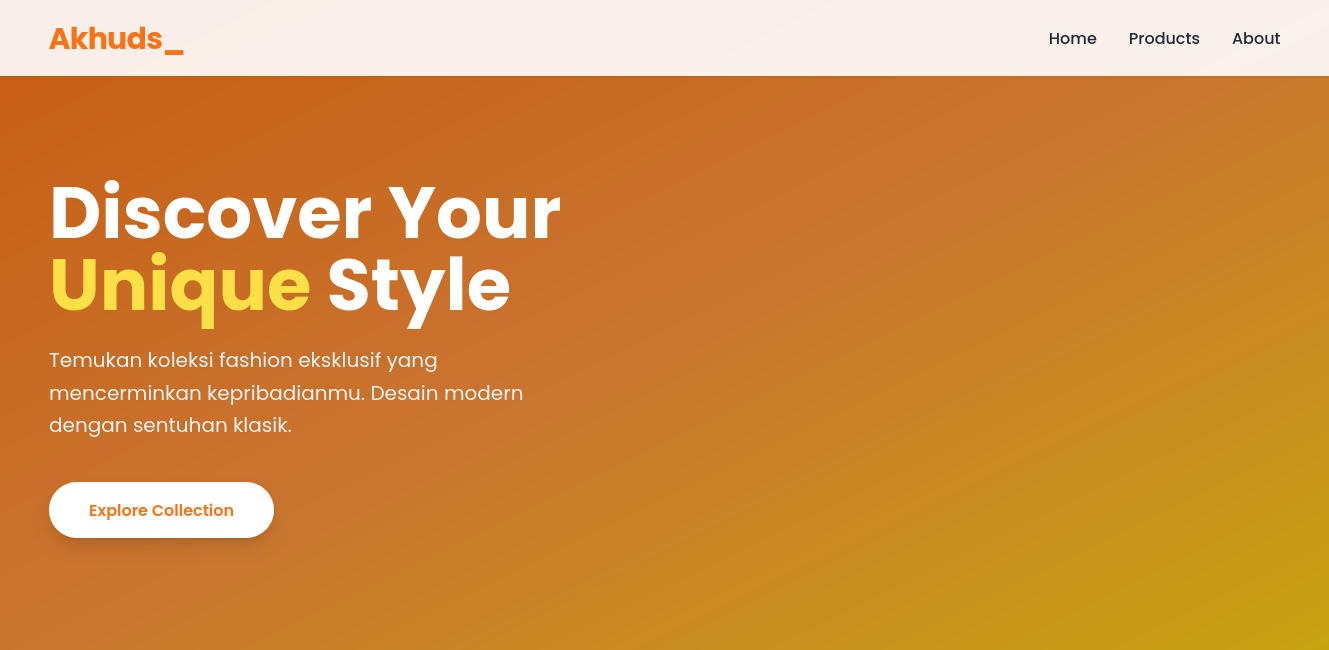 Akhuds_
Home Products About
Discover Your
Unique Style
Temukan koleksi fashion eksklusif yang
mencerminkan kepribadianmu. Desain modern
dengan sentuhan klasik.
Explore Collection